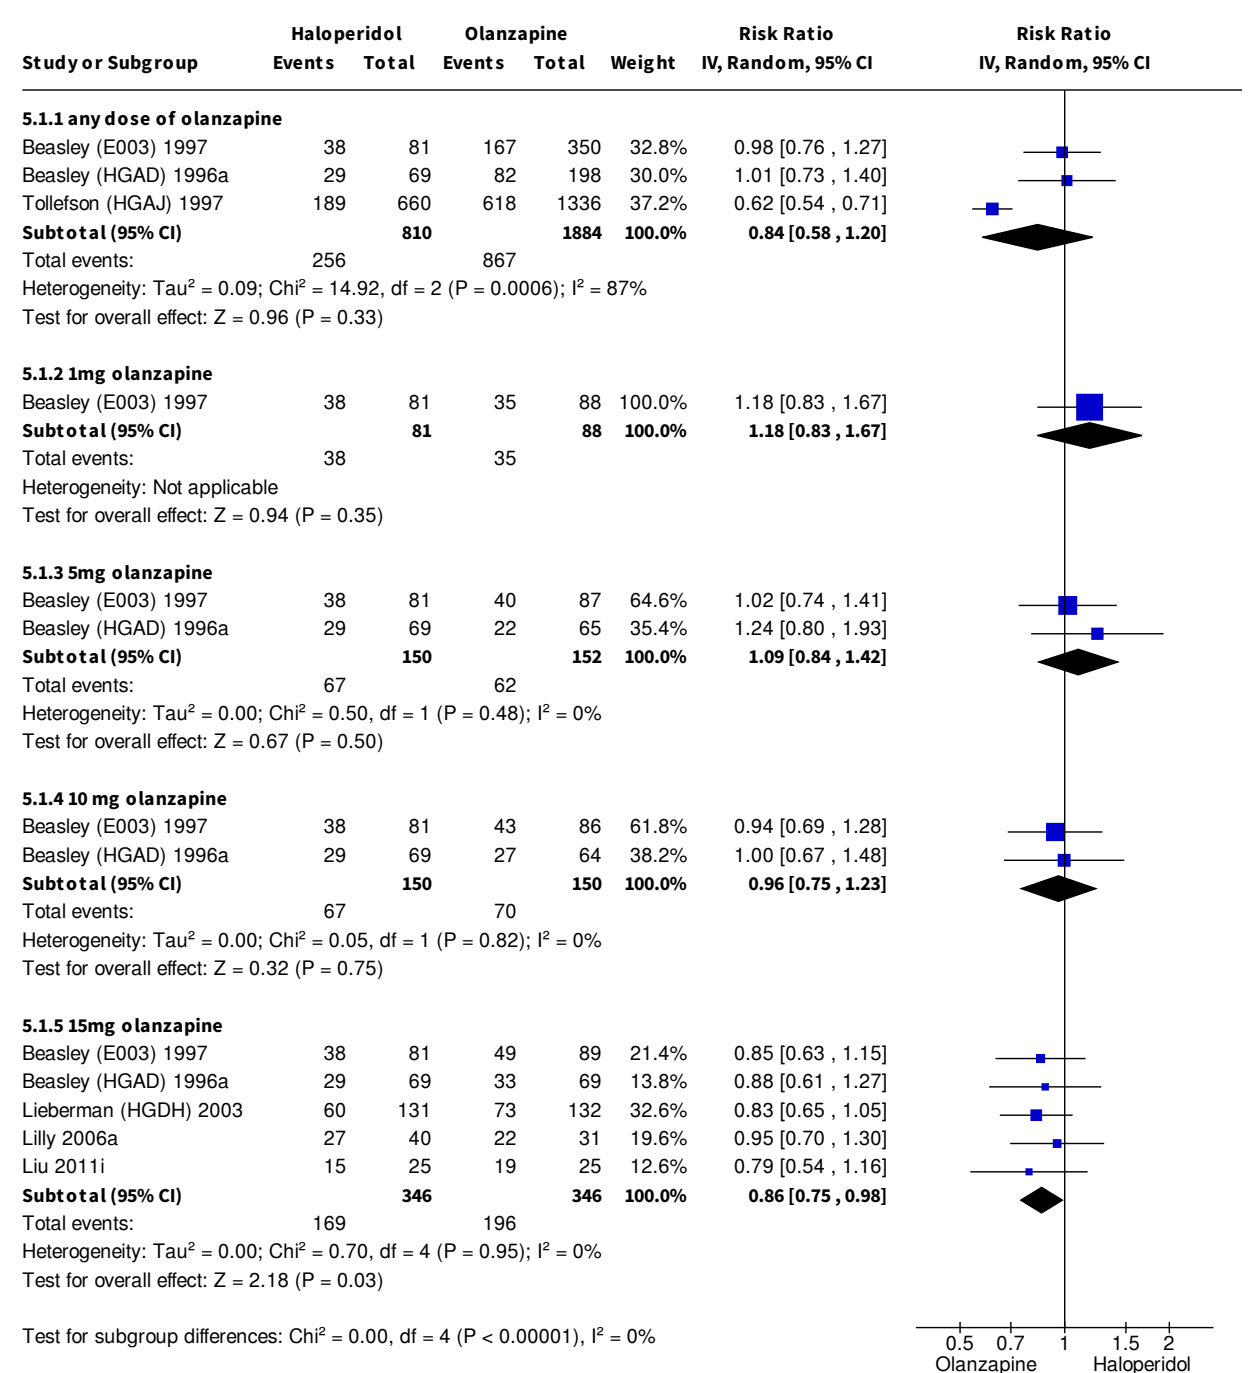 Haloperidol Olanzapine Risk Ratio Risk Ratio
Study or Subgroup Events Total Events Total Weight IV, Random, 95% CI IV, Random, 95% CI
5.1.1 any dose of olanzapine
Beasley (E003) 1997 38 81 167 350 32.8% 0.98 [0.76 , 1.27]
Beasley (HGAD) 1996a 29 69 82 198 30.0% 1.01 [0.73 , 1.40]
Tollefson (HGAJ) 1997 189 660 618 1336 37.2% 0.62 [0.54 , 0.71]
Subtotal (95% CI) 810 1884 100.0% 0.84 [0.58 , 1.20]
Total events: 256 867
Heterogeneity: Tau² = 0.09; Chi² = 14.92, df = 2 (P = 0.0006); I² = 87%
Test for overall effect: Z = 0.96 (P = 0.33)
5.1.2 1mg olanzapine
Beasley (E003) 1997 38 81 35 88 100.0% 1.18 [0.83 , 1.67]
Subtotal (95% CI) 81 88 100.0% 1.18 [0.83 , 1.67]
Total events: 38 35
Heterogeneity: Not applicable
Test for overall effect: Z = 0.94 (P = 0.35)
5.1.3 5mg olanzapine
Beasley (E003) 1997 38 81 40 87 64.6% 1.02 [0.74 , 1.41]
Beasley (HGAD) 1996a 29 69 22 65 35.4% 1.24 [0.80 , 1.93]
Subtotal (95% CI) 150 152 100.0% 1.09 [0.84 , 1.42]
Total events: 67 62
Heterogeneity: Tau² = 0.00; Chi² = 0.50, df = 1 (P = 0.48); I² = 0%
Test for overall effect: Z = 0.67 (P = 0.50)
5.1.4 10 mg olanzapine
Beasley (E003) 1997 38 81 43 86 61.8% 0.94 [0.69 , 1.28]
Beasley (HGAD) 1996a 29 69 27 64 38.2% 1.00 [0.67 , 1.48]
Subtotal (95% CI) 150 150 100.0% 0.96 [0.75 , 1.23]
Total events: 67 70
Heterogeneity: Tau² = 0.00; Chi² = 0.05, df = 1 (P = 0.82); I² = 0%
Test for overall effect: Z = 0.32 (P = 0.75)
5.1.5 15mg olanzapine
Beasley (E003) 1997 38 81 49 89 21.4% 0.85 [0.63 , 1.15]
Beasley (HGAD) 1996a 29 69 33 69 13.8% 0.88 [0.61 , 1.27]
Lieberman (HGDH) 2003 60 131 73 132 32.6% 0.83 [0.65 , 1.05]
Lilly 2006a 27 40 22 31 19.6% 0.95 [0.70 , 1.30]
Liu 2011i 15 25 19 25 12.6% 0.79 [0.54 , 1.16]
Subtotal (95% CI) 346 346 100.0% 0.86 [0.75 , 0.98]
Total events: 169 196
Heterogeneity: Tau² = 0.00; Chi² = 0.70, df = 4 (P = 0.95); I² = 0%
Test for overall effect: Z = 2.18 (P = 0.03)
Test for subgroup differences: Chi² = 0.00, df = 4 (P < 0.00001), I² = 0%
0.5 0.7 1 1.5 2
Olanzapine Haloperidol